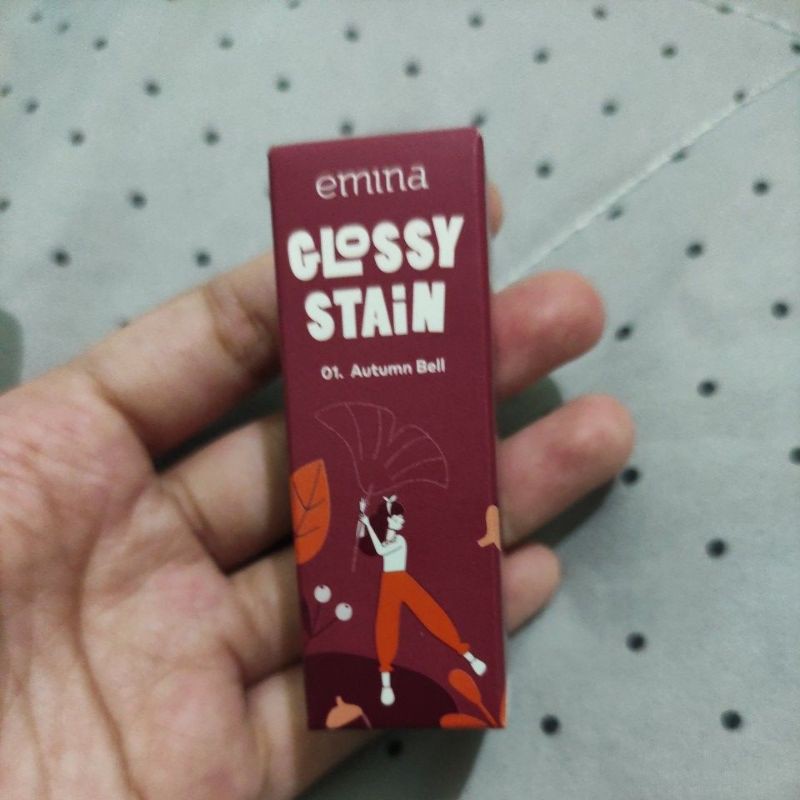 emina
GLOSSY
STAiN
01. Autumn Bell